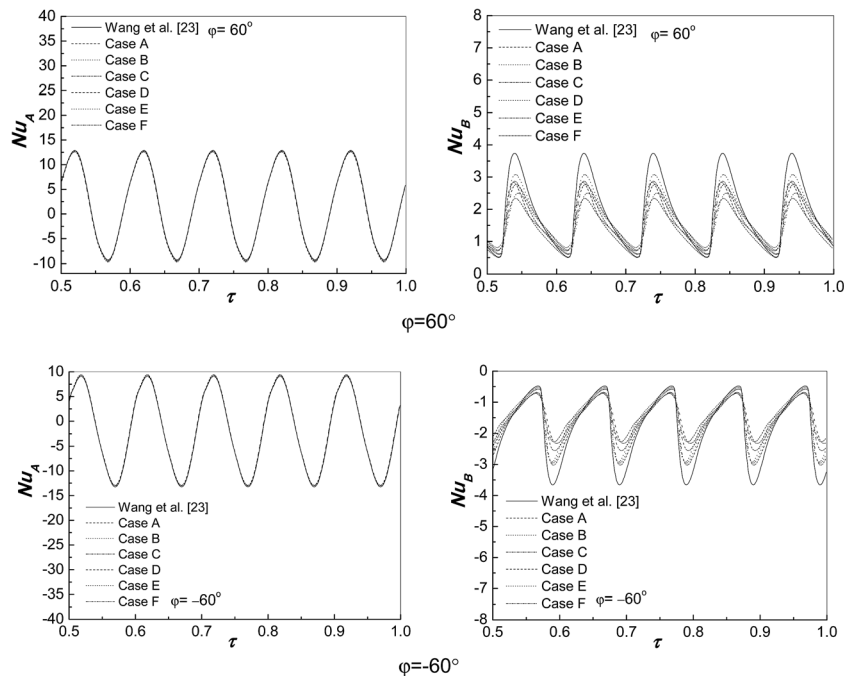 40
35
30
25
20
15
10
5
0
-5
-10
Nu_A
Wang et al. [23] φ= 60°
Case A
Case B
Case C
Case D
Case E
Case F
0.5 0.6 0.7 0.8 0.9 1.0
τ
8
7
6
5
4
3
2
1
0
Nu_B
Wang et al. [23] φ= 60°
Case A
Case B
Case C
Case D
Case E
Case F
0.5 0.6 0.7 0.8 0.9 1.0
τ
φ=60°
10
5
0
-5
-10
-15
-20
-25
-30
-35
-40
Nu_A
Wang et al. [23]
Case A
Case B
Case C
Case D
Case E
Case F φ= –60°
0.5 0.6 0.7 0.8 0.9 1.0
τ
0
-1
-2
-3
-4
-5
-6
-7
-8
Nu_B
Wang et al. [23]
Case A
Case B
Case C
Case D
Case E
Case F φ= –60°
0.5 0.6 0.7 0.8 0.9 1.0
τ
φ=-60°